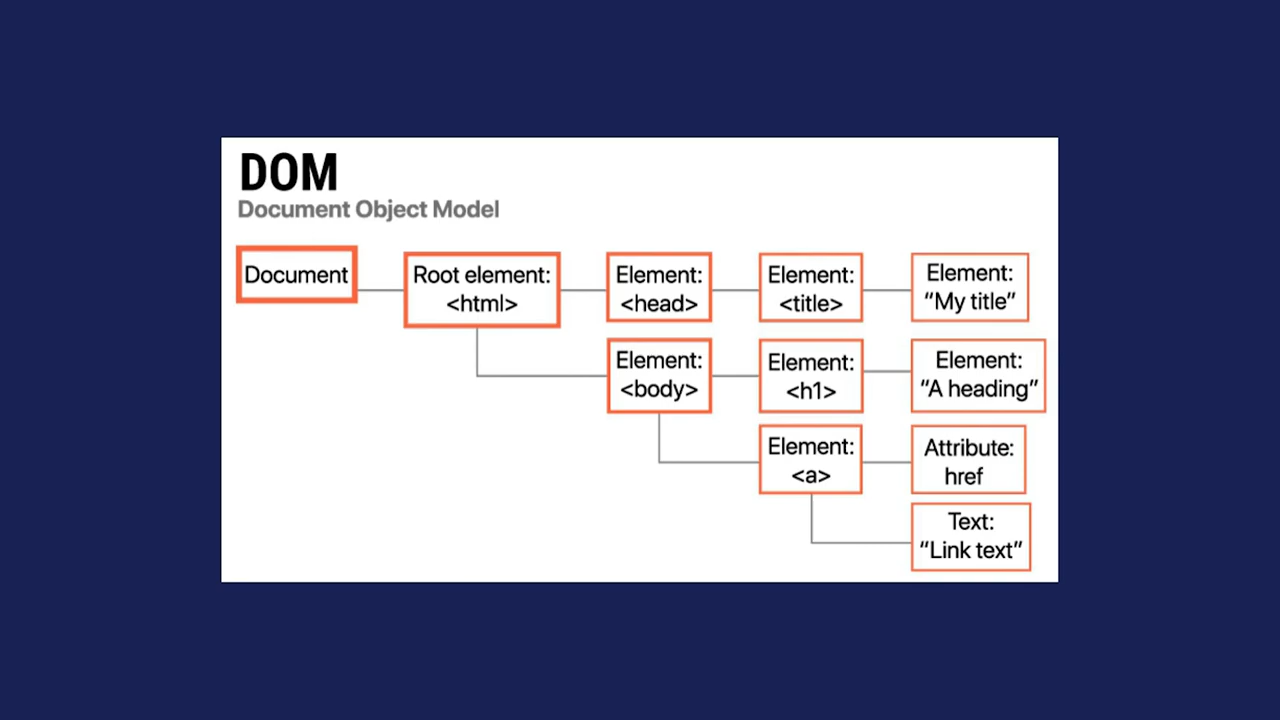 DOM
Document Object Model
Document
Root element:
<html>
Element:
<head>
Element:
<title>
Element:
“My title”
Element:
<body>
Element:
<h1>
Element:
“A heading”
Element:
<a>
Attribute:
href
Text:
“Link text”